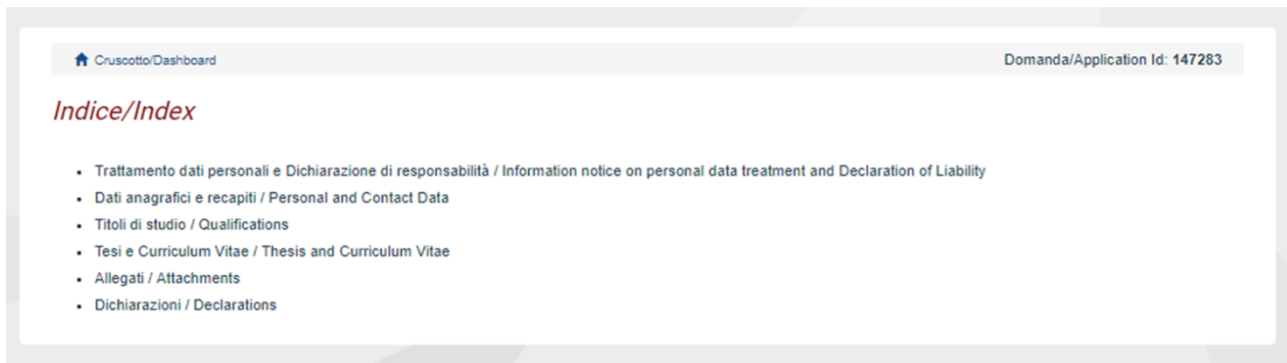 Cruscotto/Dashboard Domanda/Application Id: 147283
Indice/Index
Trattamento dati personali e Dichiarazione di responsabilità / Information notice on personal data treatment and Declaration of Liability
Dati anagrafici e recapiti / Personal and Contact Data
Titoli di studio / Qualifications
Tesi e Curriculum Vitae / Thesis and Curriculum Vitae
Allegati / Attachments
Dichiarazioni / Declarations